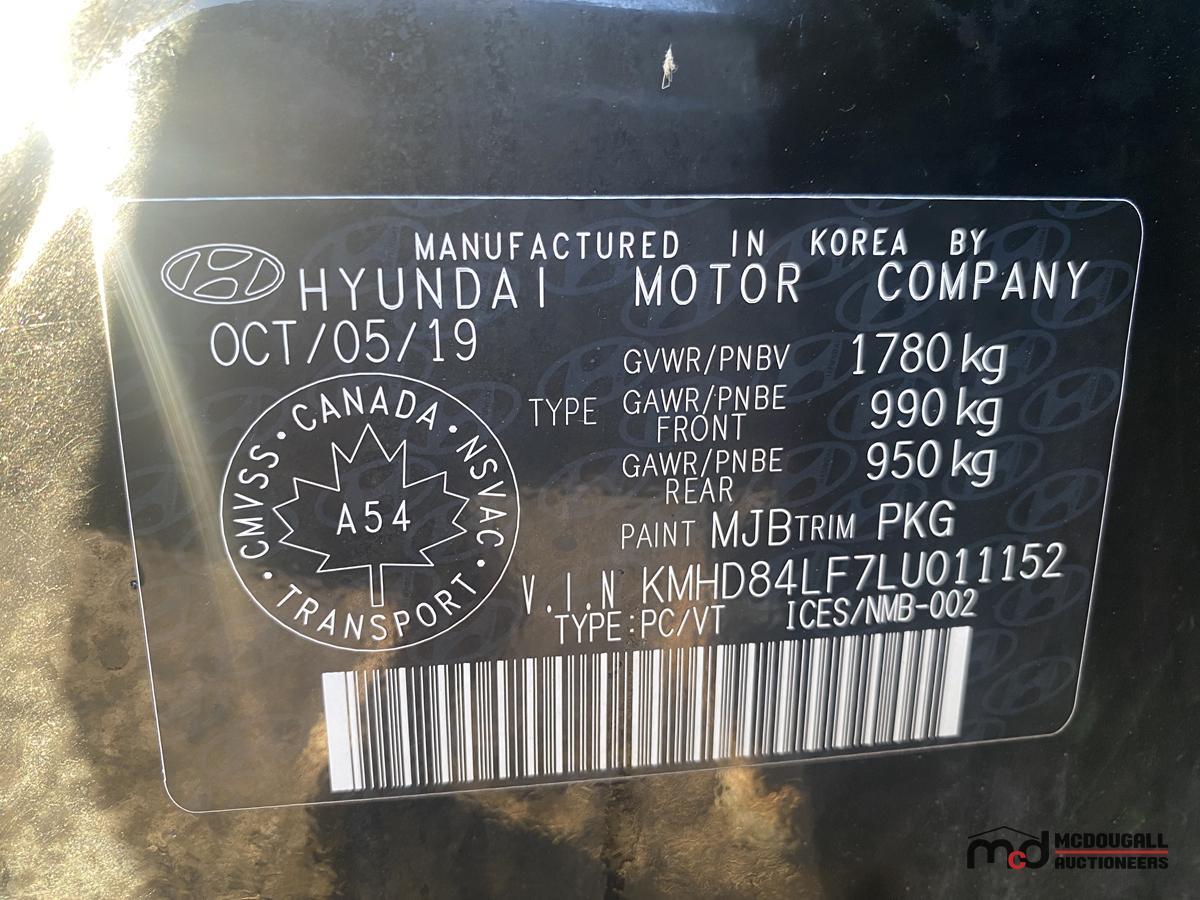 MANUFACTURED IN KOREA BY
HYUNDAI MOTOR COMPANY
OCT/05/19
GVWR/PNBV 1780 kg
TYPE GAWR/PNBE FRONT 990 kg
GAWR/PNBE REAR 950 kg
CMVSS · CANADA · NSVAC · TRANSPORT ·
A54
PAINT MJB TRIM PKG
V.I.N KMHD84LF7LU011152
TYPE:PC/VT ICES/NMB-002
mcd MCDOUGALL
AUCTIONEERS